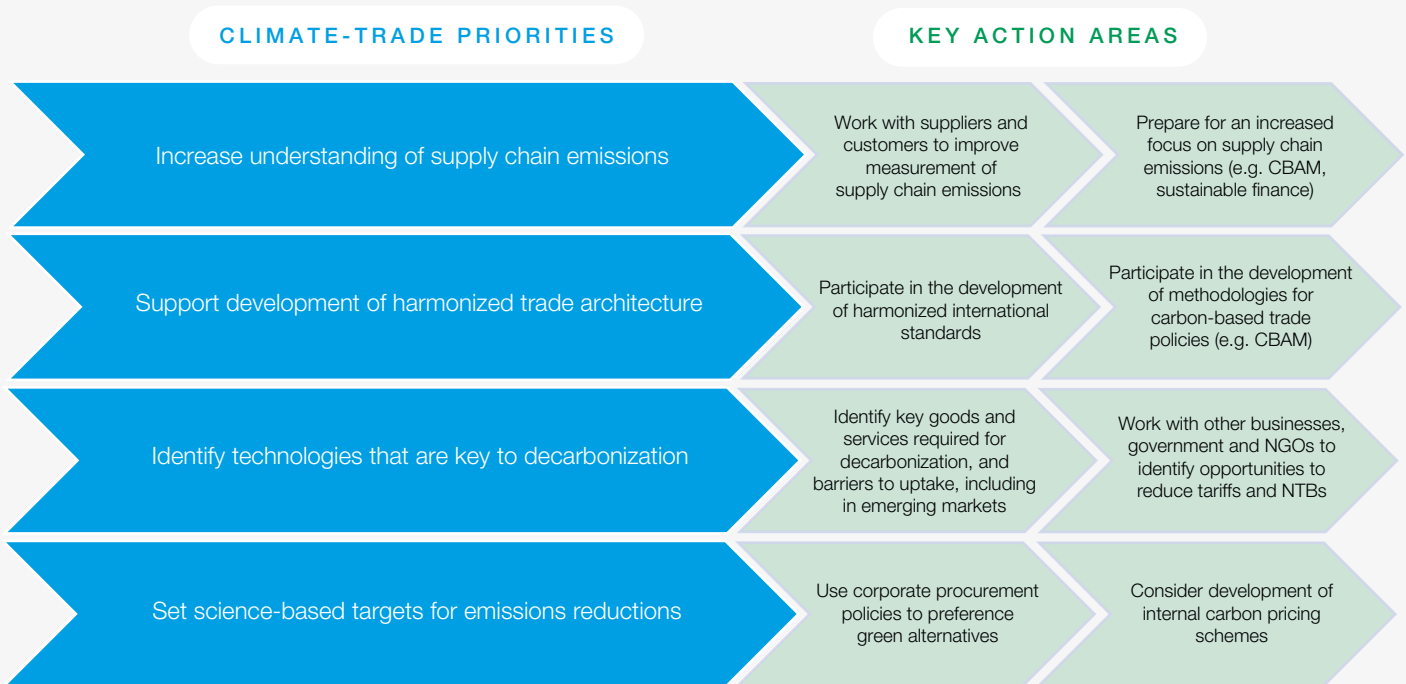 CLIMATE-TRADE PRIORITIES
KEY ACTION AREAS
Increase understanding of supply chain emissions
Work with suppliers and
customers to improve
measurement of
supply chain emissions
Prepare for an increased
focus on supply chain
emissions (e.g. CBAM,
sustainable finance)
Support development of harmonized trade architecture
Participate in the development
of harmonized international
standards
Participate in the development
of methodologies for
carbon-based trade
policies (e.g. CBAM)
Identify technologies that are key to decarbonization
Identify key goods and
services required for
decarbonization, and
barriers to uptake, including
in emerging markets
Work with other businesses,
government and NGOs to
identify opportunities to
reduce tariffs and NTBs
Set science-based targets for emissions reductions
Use corporate procurement
policies to preference
green alternatives
Consider development of
internal carbon pricing
schemes